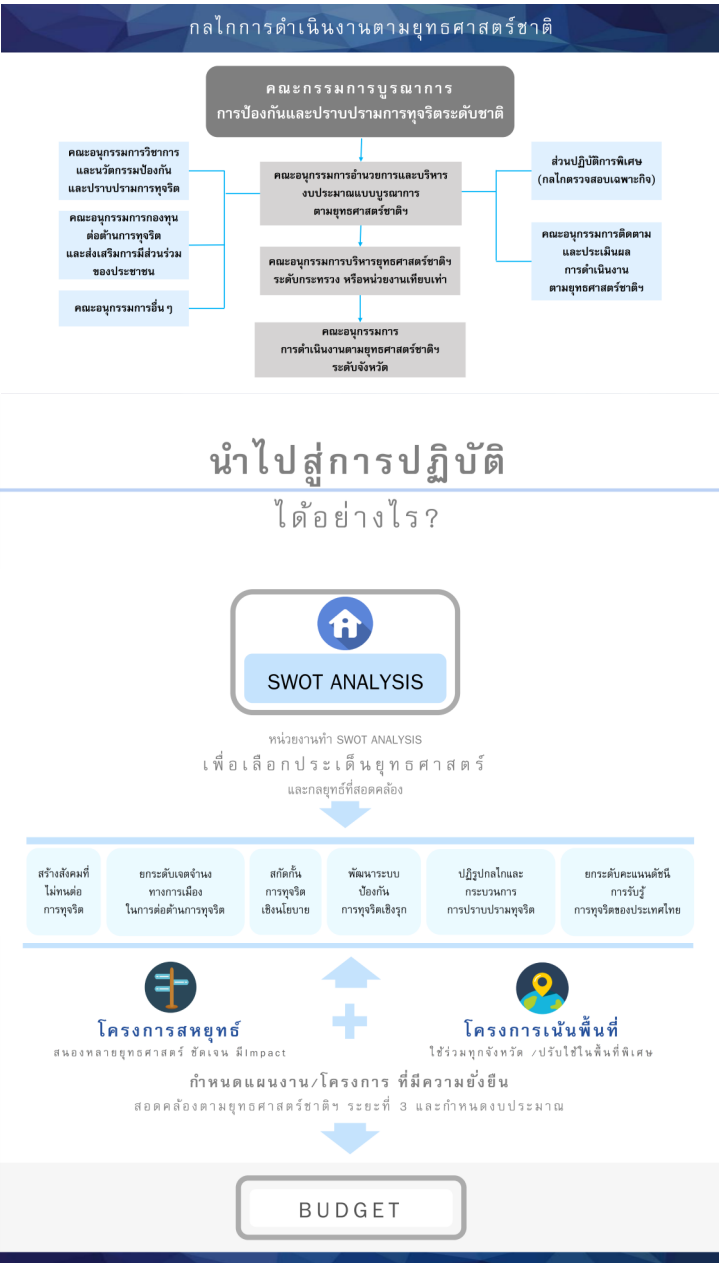 กลไกการดำเนินงานตามยุทธศาสตร์ชาติ
คณะกรรมการบูรณาการ
การป้องกันและปราบปรามการทุจริตระดับชาติ
คณะอนุกรรมการวิชาการ
และนวัตกรรมป้องกัน
และปราบปรามการทุจริต
คณะอนุกรรมการกองทุน
ต่อต้านการทุจริต
และส่งเสริมการมีส่วนร่วม
ของประชาชน
คณะอนุกรรมการอื่น ๆ
คณะอนุกรรมการอำนวยการและบริหาร
งบประมาณแบบบูรณาการ
ตามยุทธศาสตร์ชาติฯ
คณะอนุกรรมการบริหารยุทธศาสตร์ชาติฯ
ระดับกระทรวง หรือหน่วยงานเทียบเท่า
คณะอนุกรรมการ
การดำเนินงานตามยุทธศาสตร์ชาติฯ
ระดับจังหวัด
ส่วนปฏิบัติการพิเศษ
(กลไกตรวจสอบเฉพาะกิจ)
คณะอนุกรรมการติดตาม
และประเมินผล
การดำเนินงาน
ตามยุทธศาสตร์ชาติฯ
นำไปสู่การปฏิบัติ
ได้อย่างไร?
SWOT ANALYSIS
หน่วยงานทำ SWOT ANALYSIS
เพื่อเลือกประเด็นยุทธศาสตร์
และกลยุทธ์ที่สอดคล้อง
สร้างสังคมที่
ไม่ทนต่อ
การทุจริต
ยกระดับเจตจำนง
ทางการเมือง
ในการต่อต้านการทุจริต
สกัดกั้น
การทุจริต
เชิงนโยบาย
พัฒนาระบบ
ป้องกัน
การทุจริตเชิงรุก
ปฏิรูปกลไกและ
กระบวนการ
การปราบปรามทุจริต
ยกระดับคะแนนดัชนี
การรับรู้
การทุจริตของประเทศไทย
โครงการสหยุทธ์
สนองหลายยุทธศาสตร์ ชัดเจน มีImpact
+
โครงการเน้นพื้นที่
ใช้ร่วมทุกจังหวัด /ปรับใช้ในพื้นที่พิเศษ
กำหนดแผนงาน/โครงการ ที่มีความยั่งยืน
สอดคล้องตามยุทธศาสตร์ชาติฯ ระยะที่ 3 และกำหนดงบประมาณ
BUDGET